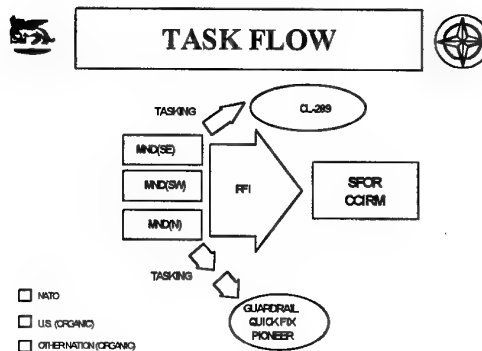 TASK FLOW
TASKING
CL-289
MND(SE)
MND(SW)
MND(N)
RFI
SFOR
CCIRM
TASKING
GUARDRAIL
QUICK FIX
PIONEER
NATO
U.S. (ORGANIC)
OTHER NATION (ORGANIC)